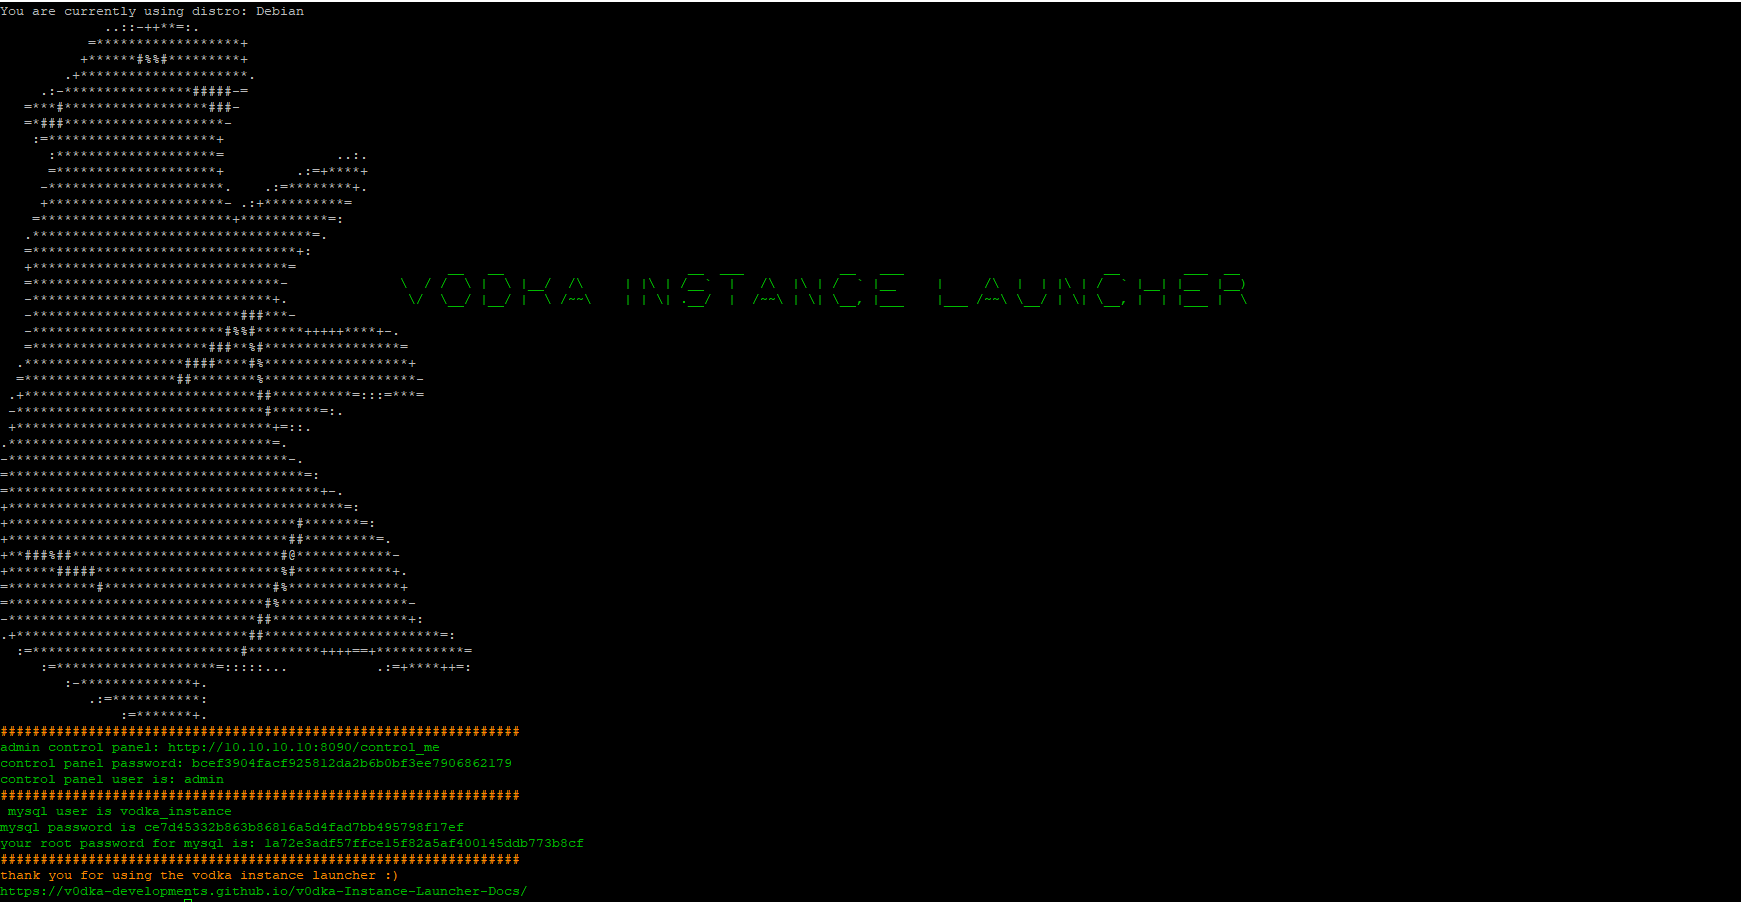 You are currently using distro: Debian
VODKA INSTANCE LAUNCHER
################################################################# 
admin control panel: http://10.10.10.10:8090/control_me
control panel password: bcef3904facf925812da2b6b0bf3ee7906862179
control panel user is: admin
#################################################################
mysql user is vodka_instance
mysql password is ce7d45332b863b86816a5d4fad7bb495798f17ef
your root password for mysql is: 1a72e3adf57ffce15f82a5af400145ddb773b8cf
#################################################################
thank you for using the vodka instance launcher :)
https://v0dka-developments.github.io/v0dka-Instance-Launcher-Docs/